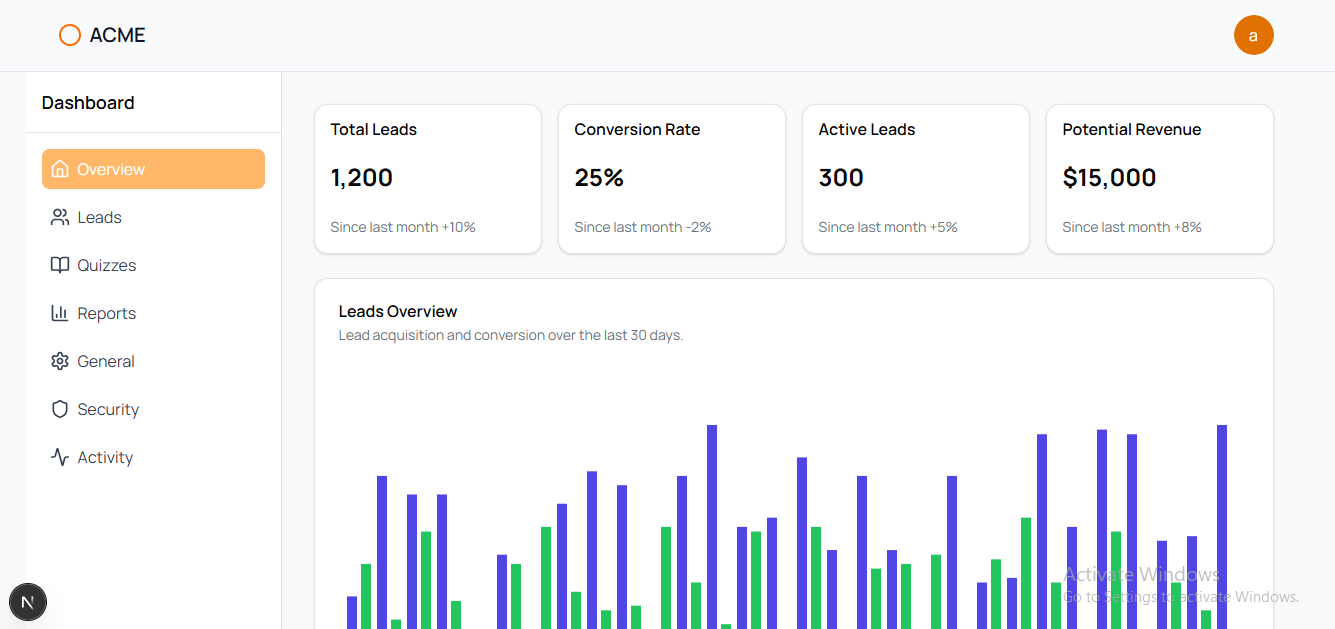 ACME
a
Dashboard
Overview
Leads
Quizzes
Reports
General
Security
Activity
Total Leads
1,200
Since last month +10%
Conversion Rate
25%
Since last month -2%
Active Leads
300
Since last month +5%
Potential Revenue
$15,000
Since last month +8%
Leads Overview
Lead acquisition and conversion over the last 30 days.
Activate Windows
Go to Settings to activate Windows.
N